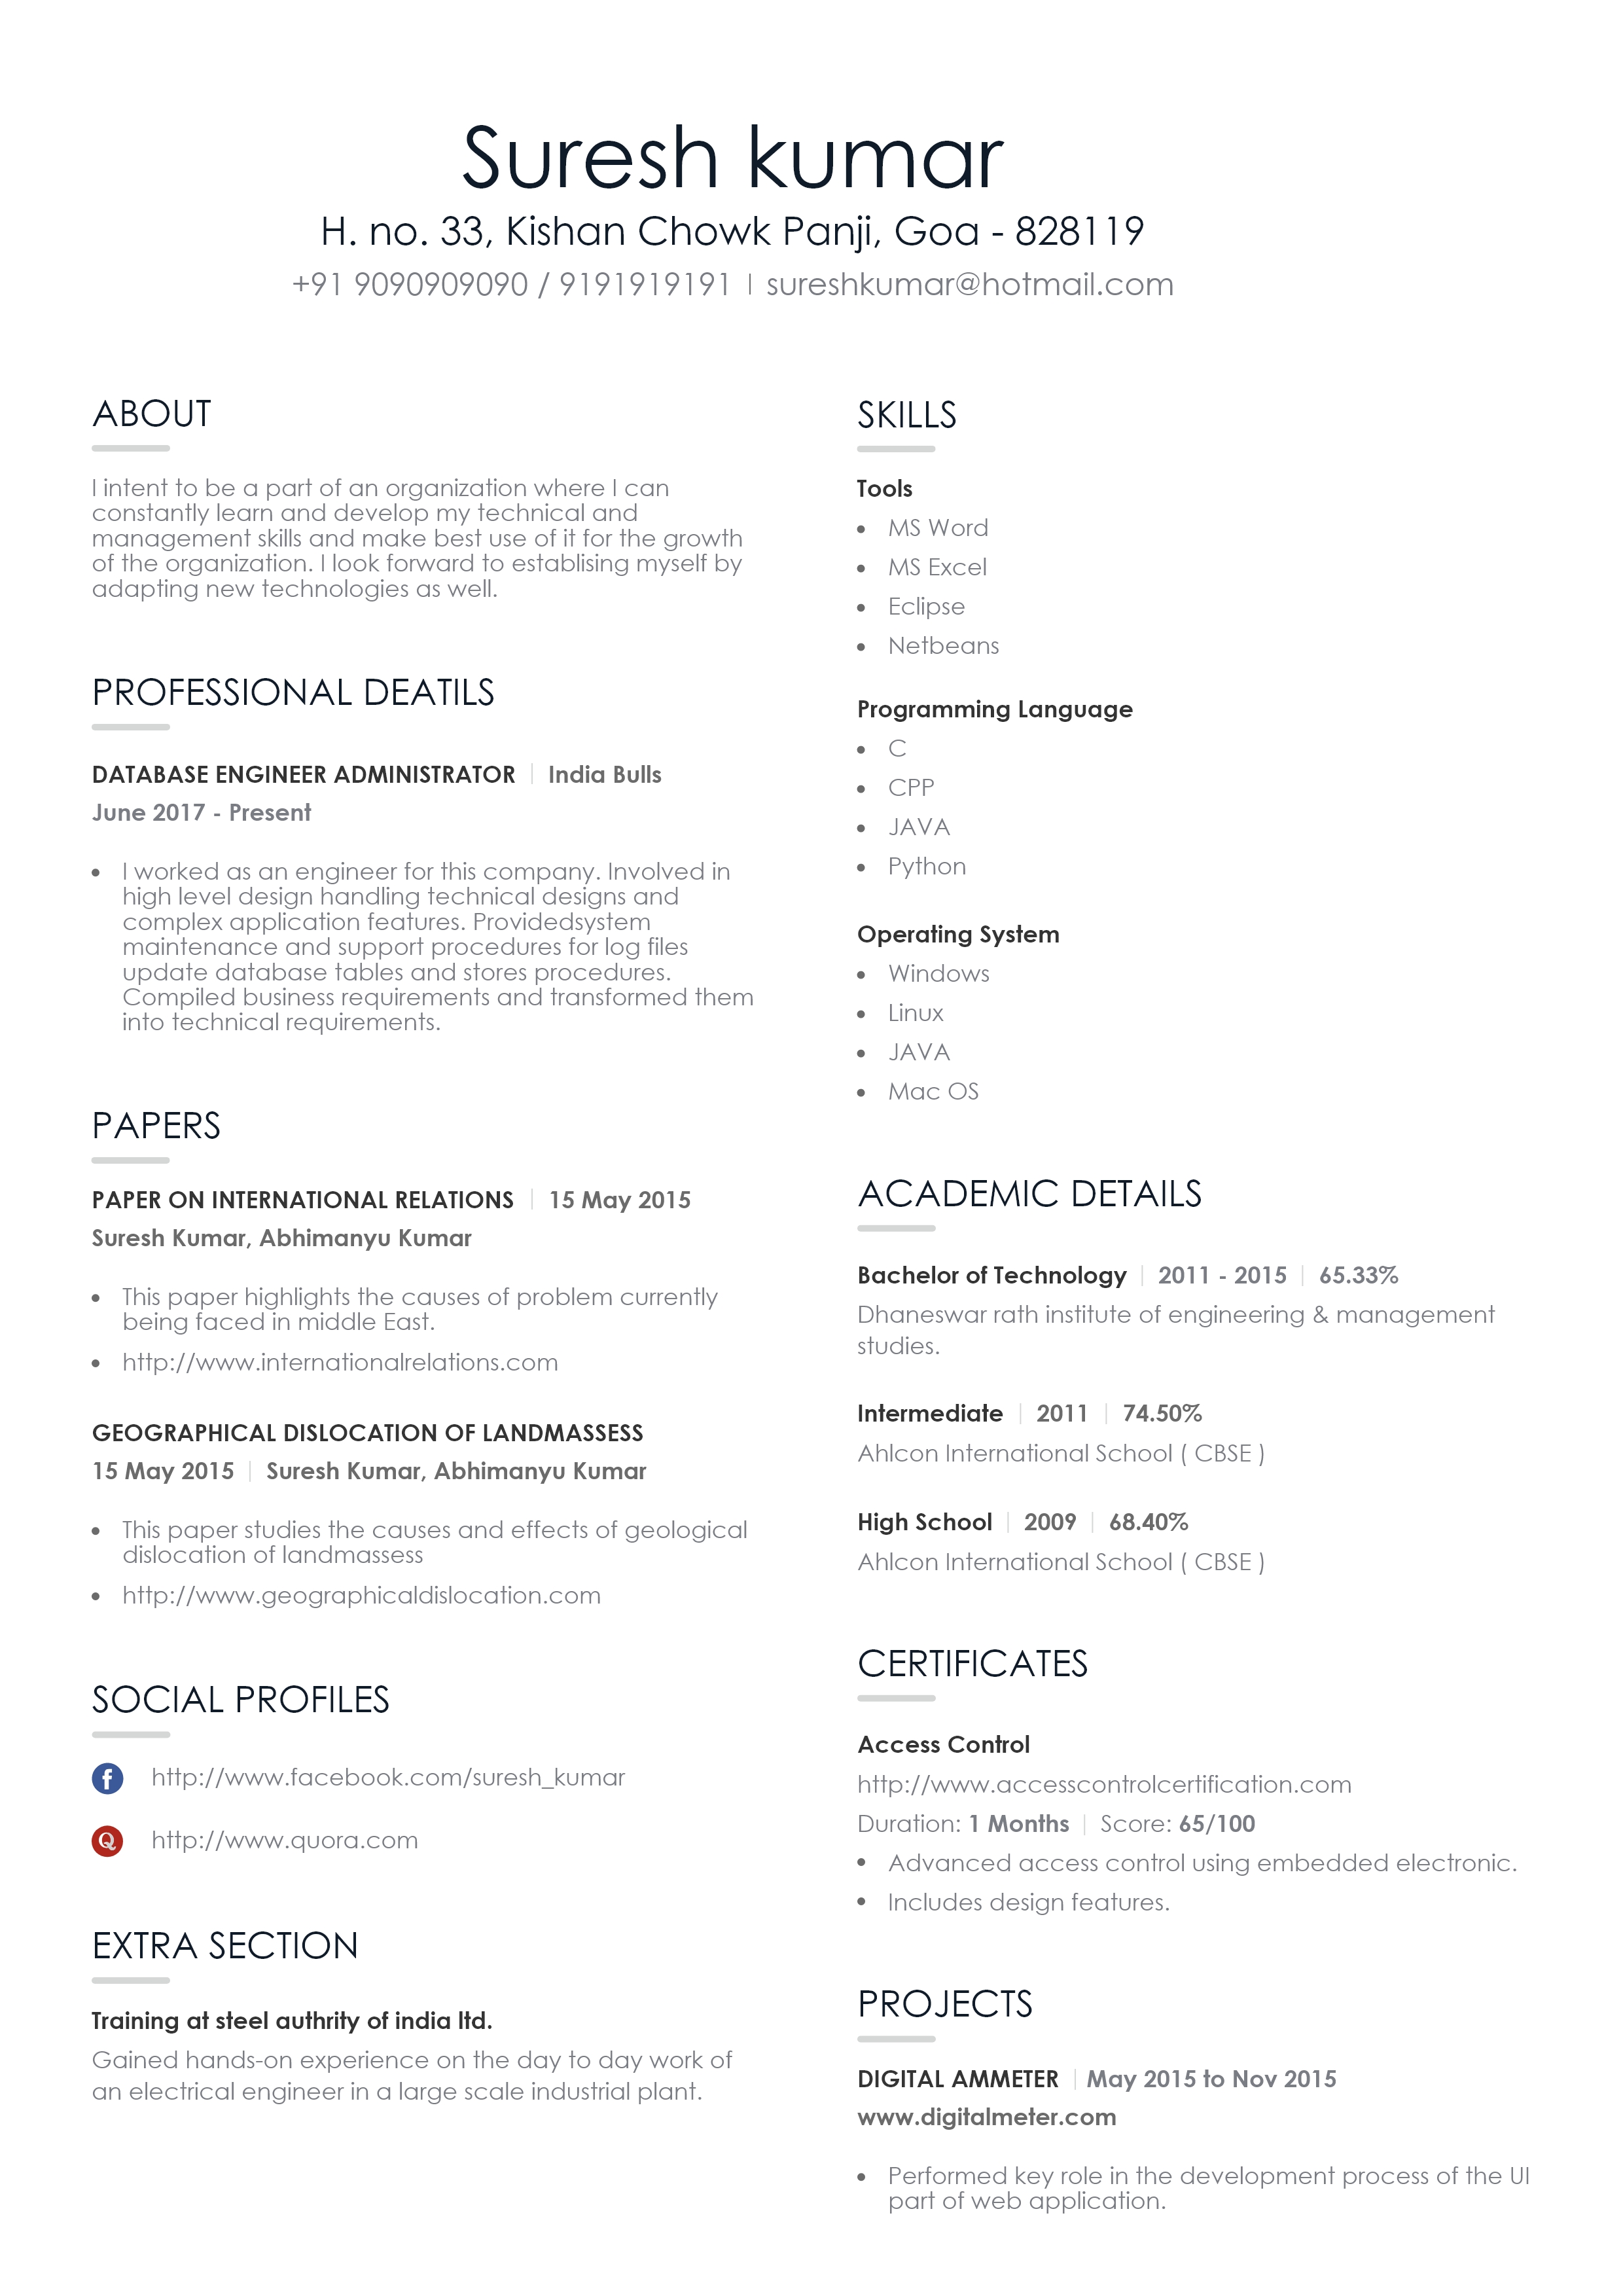 Suresh kumar
H. no. 33, Kishan Chowk Panji, Goa - 828119
+91 9090909090 / 9191919191 | sureshkumar@hotmail.com
ABOUT
I intent to be a part of an organization where I can
constantly learn and develop my technical and
management skills and make best use of it for the growth
of the organization. I look forward to establising myself by
adapting new technologies as well.
PROFESSIONAL DEATILS
DATABASE ENGINEER ADMINISTRATOR | India Bulls
June 2017 - Present
• I worked as an engineer for this company. Involved in
high level design handling technical designs and
complex application features. Providedsystem
maintenance and support procedures for log files
update database tables and stores procedures.
Compiled business requirements and transformed them
into technical requirements.
PAPERS
PAPER ON INTERNATIONAL RELATIONS | 15 May 2015
Suresh Kumar, Abhimanyu Kumar
• This paper highlights the causes of problem currently
being faced in middle East.
• http://www.internationalrelations.com
GEOGRAPHICAL DISLOCATION OF LANDMASSESS
15 May 2015 | Suresh Kumar, Abhimanyu Kumar
• This paper studies the causes and effects of geological
dislocation of landmassess
• http://www.geographicaldislocation.com
SOCIAL PROFILES
f http://www.facebook.com/suresh_kumar
Q http://www.quora.com
EXTRA SECTION
Training at steel authrity of india ltd.
Gained hands-on experience on the day to day work of
an electrical engineer in a large scale industrial plant.
SKILLS
Tools
• MS Word
• MS Excel
• Eclipse
• Netbeans
Programming Language
• C
• CPP
• JAVA
• Python
Operating System
• Windows
• Linux
• JAVA
• Mac OS
ACADEMIC DETAILS
Bachelor of Technology | 2011 - 2015 | 65.33%
Dhaneswar rath institute of engineering & management
studies.
Intermediate | 2011 | 74.50%
Ahlcon International School ( CBSE )
High School | 2009 | 68.40%
Ahlcon International School ( CBSE )
CERTIFICATES
Access Control
http://www.accesscontrolcertification.com
Duration: 1 Months | Score: 65/100
• Advanced access control using embedded electronic.
• Includes design features.
PROJECTS
DIGITAL AMMETER | May 2015 to Nov 2015
www.digitalmeter.com
• Performed key role in the development process of the UI
part of web application.